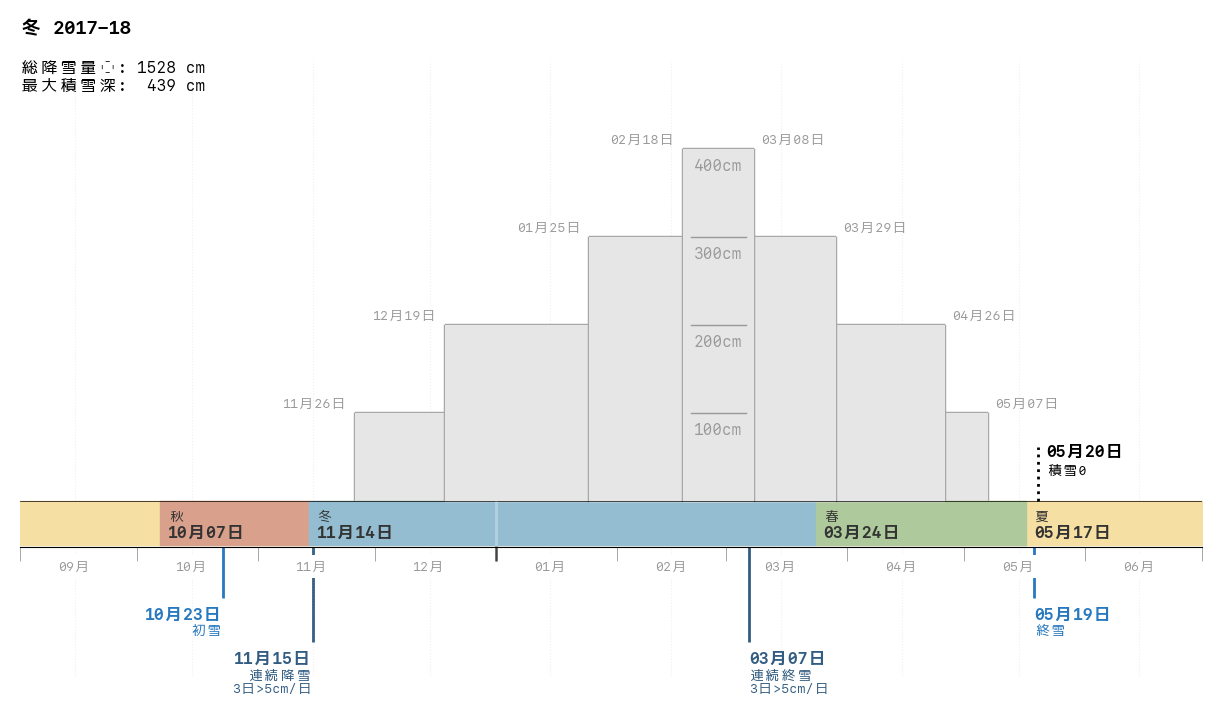 冬 2017−18
総降雪量: 1528 cm
最大積雪深: 439 cm
02月18日
03月08日
400cm
01月25日
03月29日
300cm
12月19日
04月26日
200cm
11月26日
05月07日
100cm
05月20日
積雪0
秋
10月07日
冬
11月14日
春
03月24日
夏
05月17日
09月
10月
11月
12月
01月
02月
03月
04月
05月
06月
10月23日
初雪
05月19日
終雪
11月15日
連続降雪
3日>5cm/日
03月07日
連続終雪
3日>5cm/日